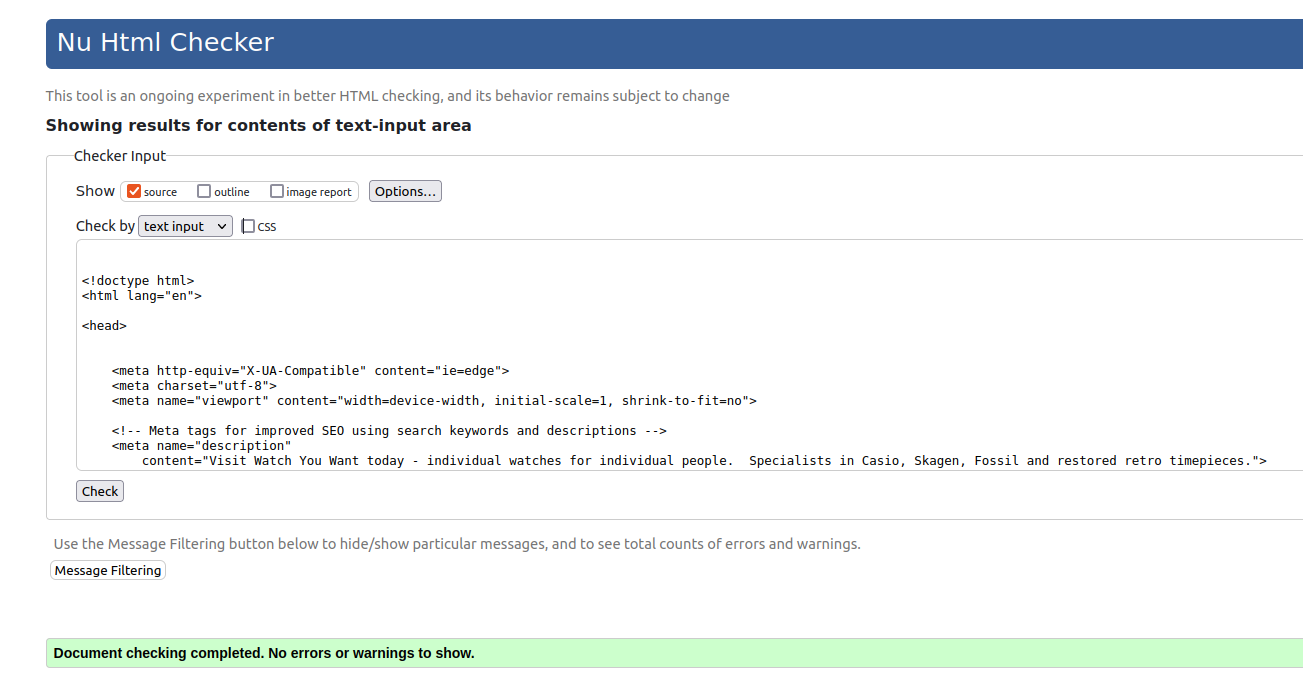 Nu Html Checker
This tool is an ongoing experiment in better HTML checking, and its behavior remains subject to change
Showing results for contents of text-input area
Checker Input
Show source outline image report Options...
Check by text input CSS
<!doctype html>
<html lang="en">
<head>
<meta http-equiv="X-UA-Compatible" content="ie=edge">
<meta charset="utf-8">
<meta name="viewport" content="width=device-width, initial-scale=1, shrink-to-fit=no">
<!-- Meta tags for improved SEO using search keywords and descriptions -->
<meta name="description"
content="Visit Watch You Want today - individual watches for individual people.  Specialists in Casio, Skagen, Fossil and restored retro timepieces.">
Check
Use the Message Filtering button below to hide/show particular messages, and to see total counts of errors and warnings.
Message Filtering
Document checking completed. No errors or warnings to show.